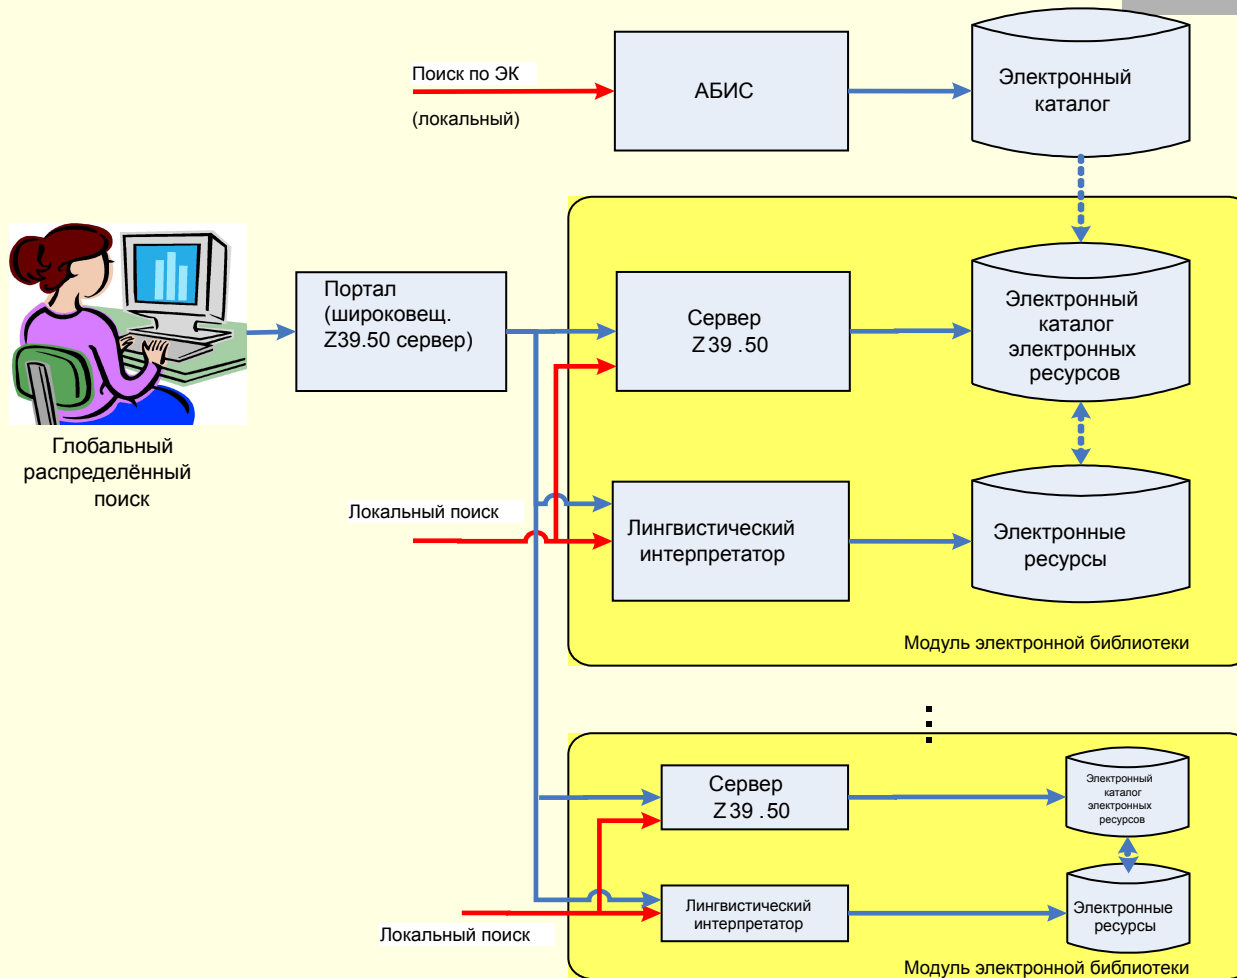 Поиск по ЭК
(локальный)
АБИС
Электронный
каталог
Глобальный
распределённый
поиск
Портал
(широковещ.
Z39.50 сервер)
Сервер
Z39.50
Электронный
каталог
электронных
ресурсов
Локальный поиск
Лингвистический
интерпретатор
Электронные
ресурсы
Модуль электронной библиотеки
Сервер
Z39.50
Электронный
каталог
электронных
ресурсов
Локальный поиск
Лингвистический
интерпретатор
Электронные
ресурсы
Модуль электронной библиотеки